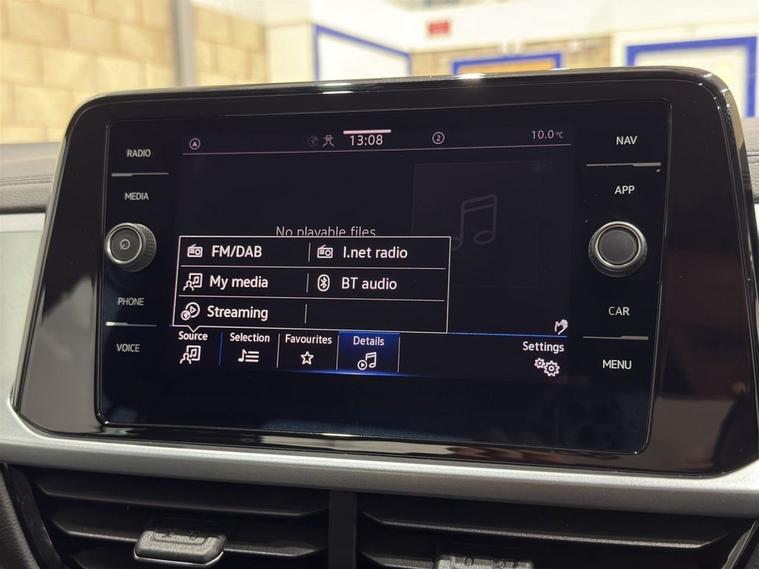 RADIO
MEDIA
PHONE
VOICE
13:08
2
10.0°C
No playable files
FM/DAB
I.net radio
My media
BT audio
Streaming
Source
Selection
Favourites
Details
Settings
NAV
APP
CAR
MENU